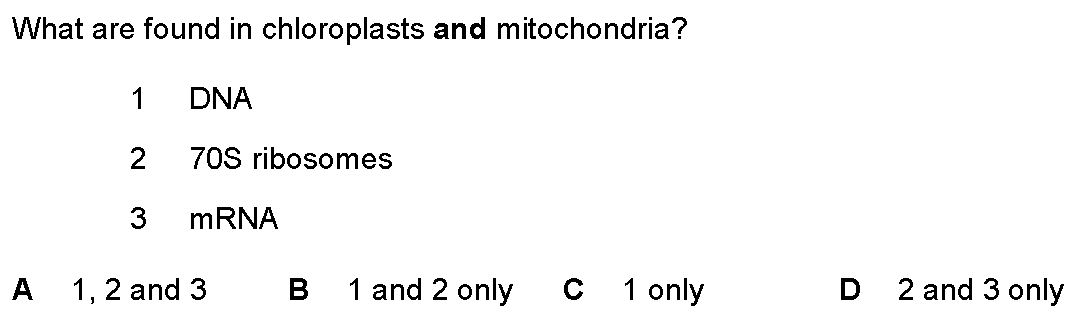 What are found in chloroplasts and mitochondria?
1 DNA
2 70S ribosomes
3 mRNA
A 1, 2 and 3 B 1 and 2 only C 1 only D 2 and 3 only